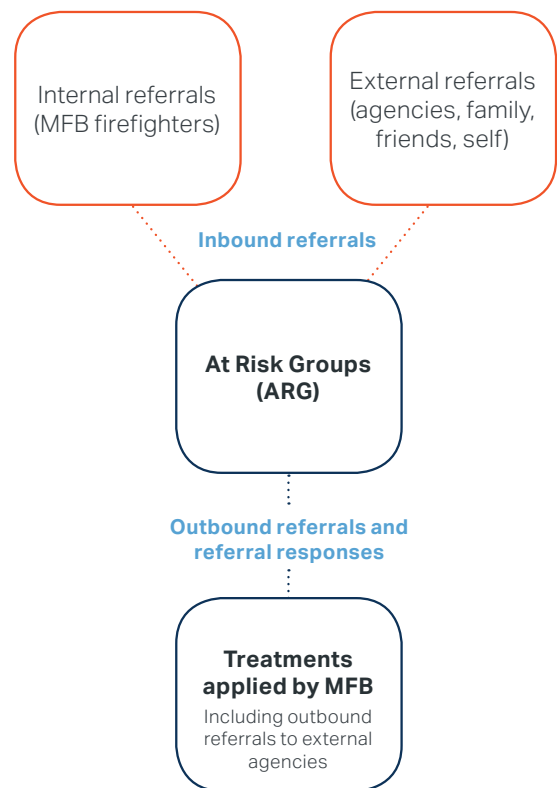 Internal referrals
(MFB firefighters)
External referrals
(agencies, family,
friends, self)
Inbound referrals
At Risk Groups
(ARG)
Outbound referrals and
referral responses
Treatments
applied by MFB
Including outbound
referrals to external
agencies